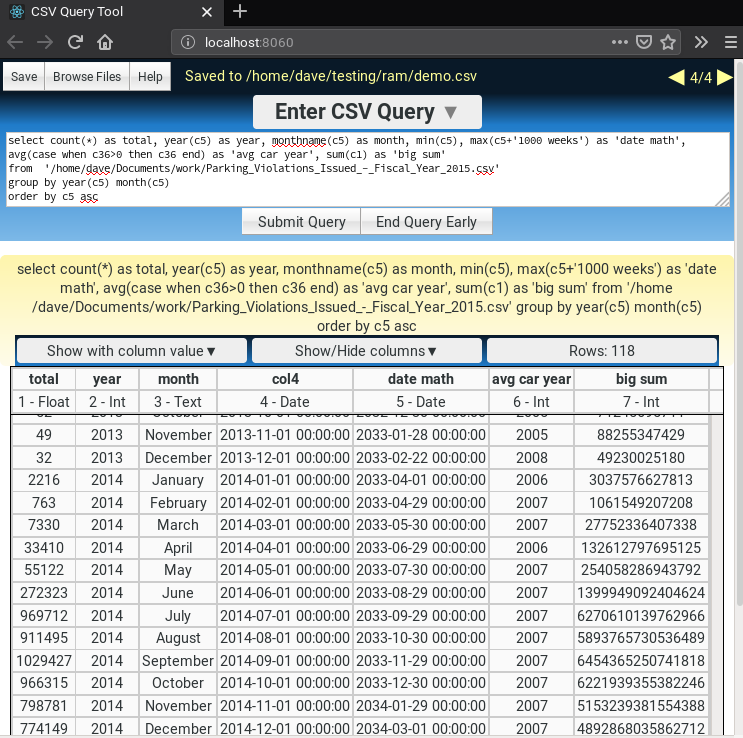 CSV Query Tool
localhost:8060
Save Browse Files Help Saved to /home/dave/testing/ram/demo.csv 4/4
Enter CSV Query ▼
select count(*) as total, year(c5) as year, monthname(c5) as month, min(c5), max(c5+'1000 weeks') as 'date math',
avg(case when c36>0 then c36 end) as 'avg car year', sum(c1) as 'big sum'
from  '/home/dave/Documents/work/Parking_Violations_Issued_-_Fiscal_Year_2015.csv'
group by year(c5) month(c5)
order by c5 asc
Submit Query End Query Early
select count(*) as total, year(c5) as year, monthname(c5) as month, min(c5), max(c5+'1000 weeks') as 'date
math', avg(case when c36>0 then c36 end) as 'avg car year', sum(c1) as 'big sum' from '/home
/dave/Documents/work/Parking_Violations_Issued_-_Fiscal_Year_2015.csv' group by year(c5) month(c5)
order by c5 asc
Show with column value▼ Show/Hide columns▼ Rows: 118
total year month col4 date math avg car year big sum
1 - Float 2 - Int 3 - Text 4 - Date 5 - Date 6 - Int 7 - Int
49 2013 November 2013-11-01 00:00:00 2033-01-28 00:00:00 2005 88255347429
32 2013 December 2013-12-01 00:00:00 2033-02-22 00:00:00 2008 49230025180
2216 2014 January 2014-01-01 00:00:00 2033-04-01 00:00:00 2006 3037576627813
763 2014 February 2014-02-01 00:00:00 2033-04-29 00:00:00 2007 1061549207208
7330 2014 March 2014-03-01 00:00:00 2033-05-30 00:00:00 2007 27752336407338
33410 2014 April 2014-04-01 00:00:00 2033-06-29 00:00:00 2006 132612797695125
55122 2014 May 2014-05-01 00:00:00 2033-07-30 00:00:00 2007 254058286943792
272323 2014 June 2014-06-01 00:00:00 2033-08-29 00:00:00 2007 1399949092404624
969712 2014 July 2014-07-01 00:00:00 2033-09-29 00:00:00 2007 6270610139762966
911495 2014 August 2014-08-01 00:00:00 2033-10-30 00:00:00 2007 5893765730536489
1029427 2014 September 2014-09-01 00:00:00 2033-11-29 00:00:00 2007 6454365250741818
966315 2014 October 2014-10-01 00:00:00 2033-12-30 00:00:00 2007 6221939355382246
798781 2014 November 2014-11-01 00:00:00 2034-01-29 00:00:00 2007 5153239381554388
774149 2014 December 2014-12-01 00:00:00 2034-03-01 00:00:00 2007 4892868035862712